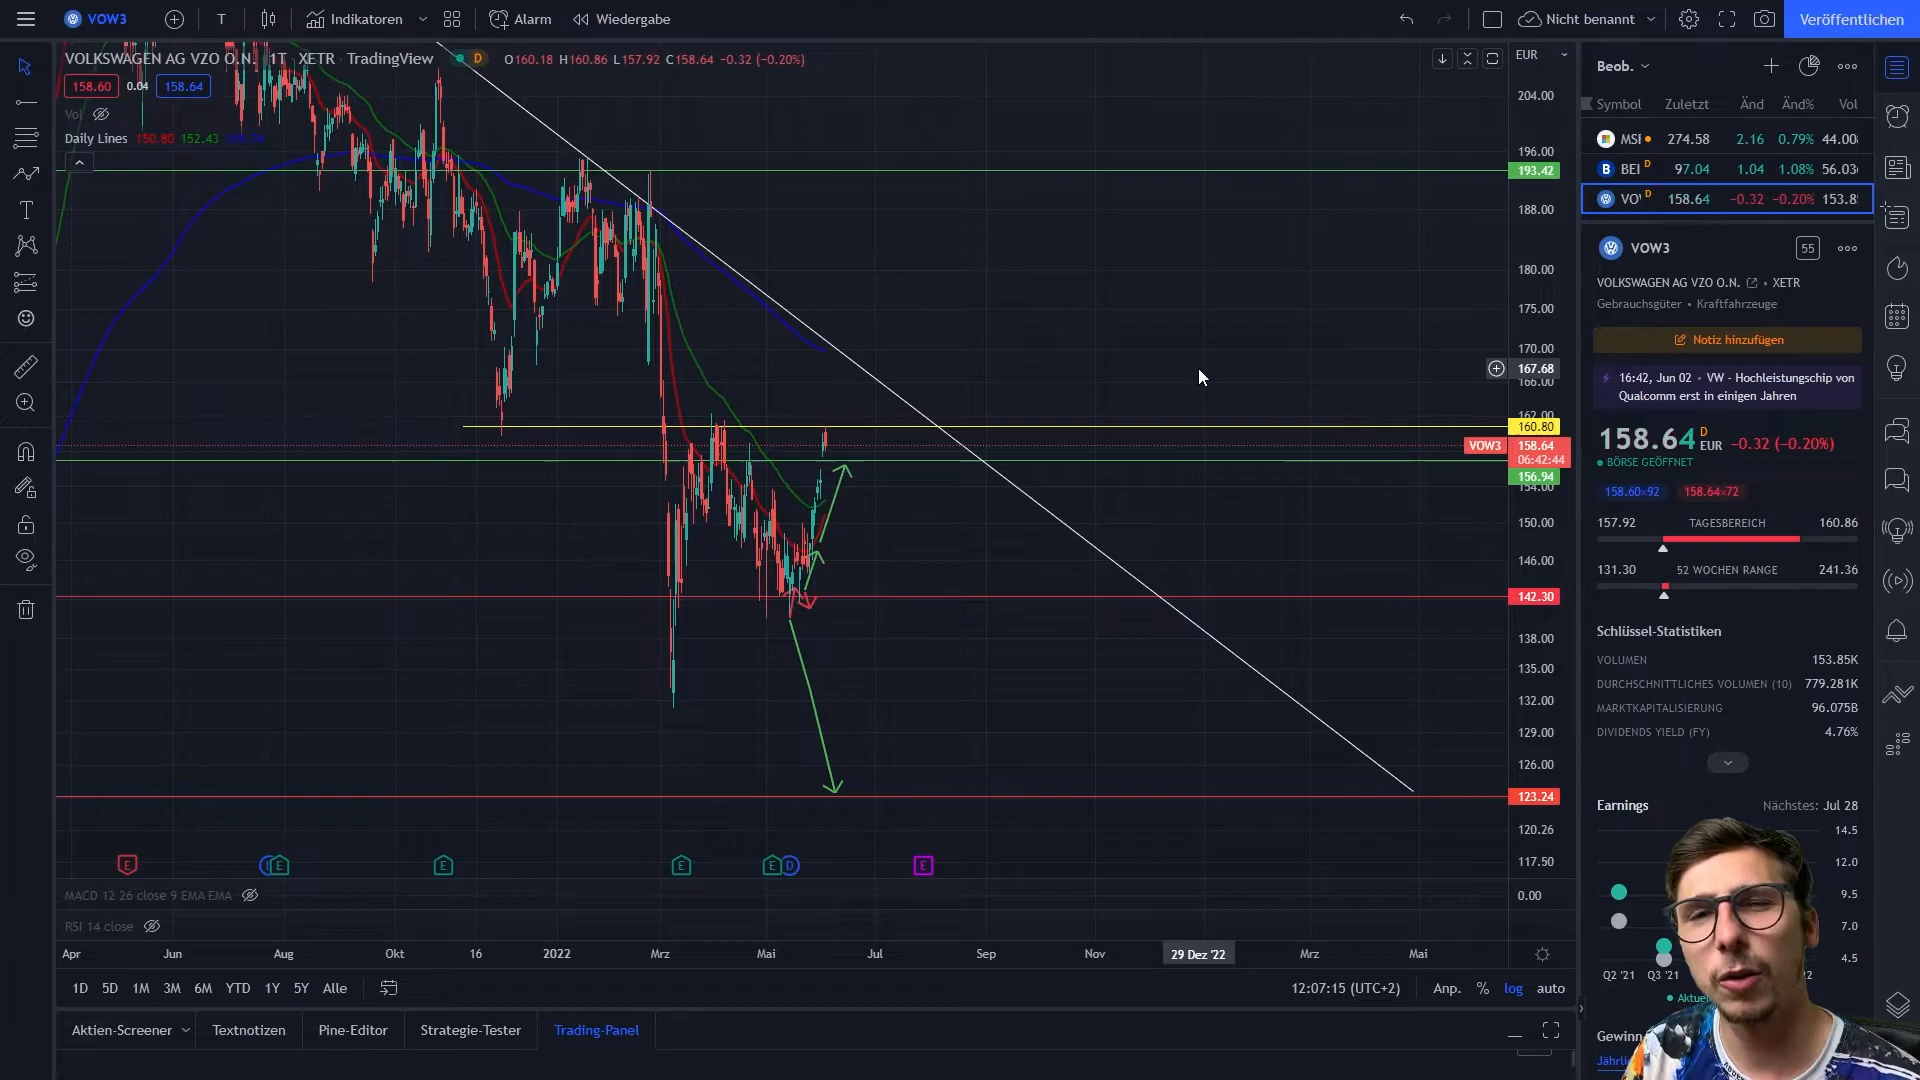 VOW3
T
Indikatoren
Alarm
Wiedergabe
Nicht benannt
Veröffentlichen
VOLKSWAGEN AG VZO O.N. · 1T · XETR · TradingView
D
O160.18 H160.86 L157.92 C158.64 −0.32 (−0.20%)
158.60 0.04 158.64
Vol
Daily Lines 150.80 152.43
EUR
204.00
196.00
193.42
188.00
180.00
175.00
170.00
167.68
166.00
162.00
160.80
VOW3 158.64
06:42:44
156.94
154.00
150.00
146.00
142.30
138.00
135.00
132.00
129.00
126.00
123.24
120.26
117.50
0.00
E
E
E
E
E D
E
MACD 12 26 close 9 EMA EMA
RSI 14 close
Apr Jun Aug Okt 16 2022 Mrz Mai Jul Sep Nov 29 Dez '22 Mrz Mai
1D 5D 1M 3M 6M YTD 1Y 5Y Alle
12:07:15 (UTC+2) Anp. % log auto
Aktien-Screener Textnotizen Pine-Editor Strategie-Tester Trading-Panel
Beob.
Symbol Zuletzt Änd Änd% Vol
274.58 2.16 0.79%
BEI D 97.04 1.04 1.08%
D 158.64 −0.32 −0.20%
VOW3
55
VOLKSWAGEN AG VZO O.N. • XETR
Gebrauchsgüter • Kraftfahrzeuge
Notiz hinzufügen
16:42, Jun 02 • VW - Hochleistungschip von
Qualcomm erst in einigen Jahren
158.64 D EUR −0.32 (−0.20%)
BÖRSE GEÖFFNET
158.60×92 158.64×72
157.92 TAGESBEREICH 160.86
131.30 52 WOCHEN RANGE 241.36
Schlüssel-Statistiken
VOLUMEN 153.85K
DURCHSCHNITTLICHES VOLUMEN (10) 779.281K
MARKTKAPITALISIERUNG 96.075B
DIVIDENDS YIELD (FY) 4.76%
Earnings Nächstes: Jul 28
14.5
12.0
9.5
7.0
4.5
Q2 '21 Q3 '21